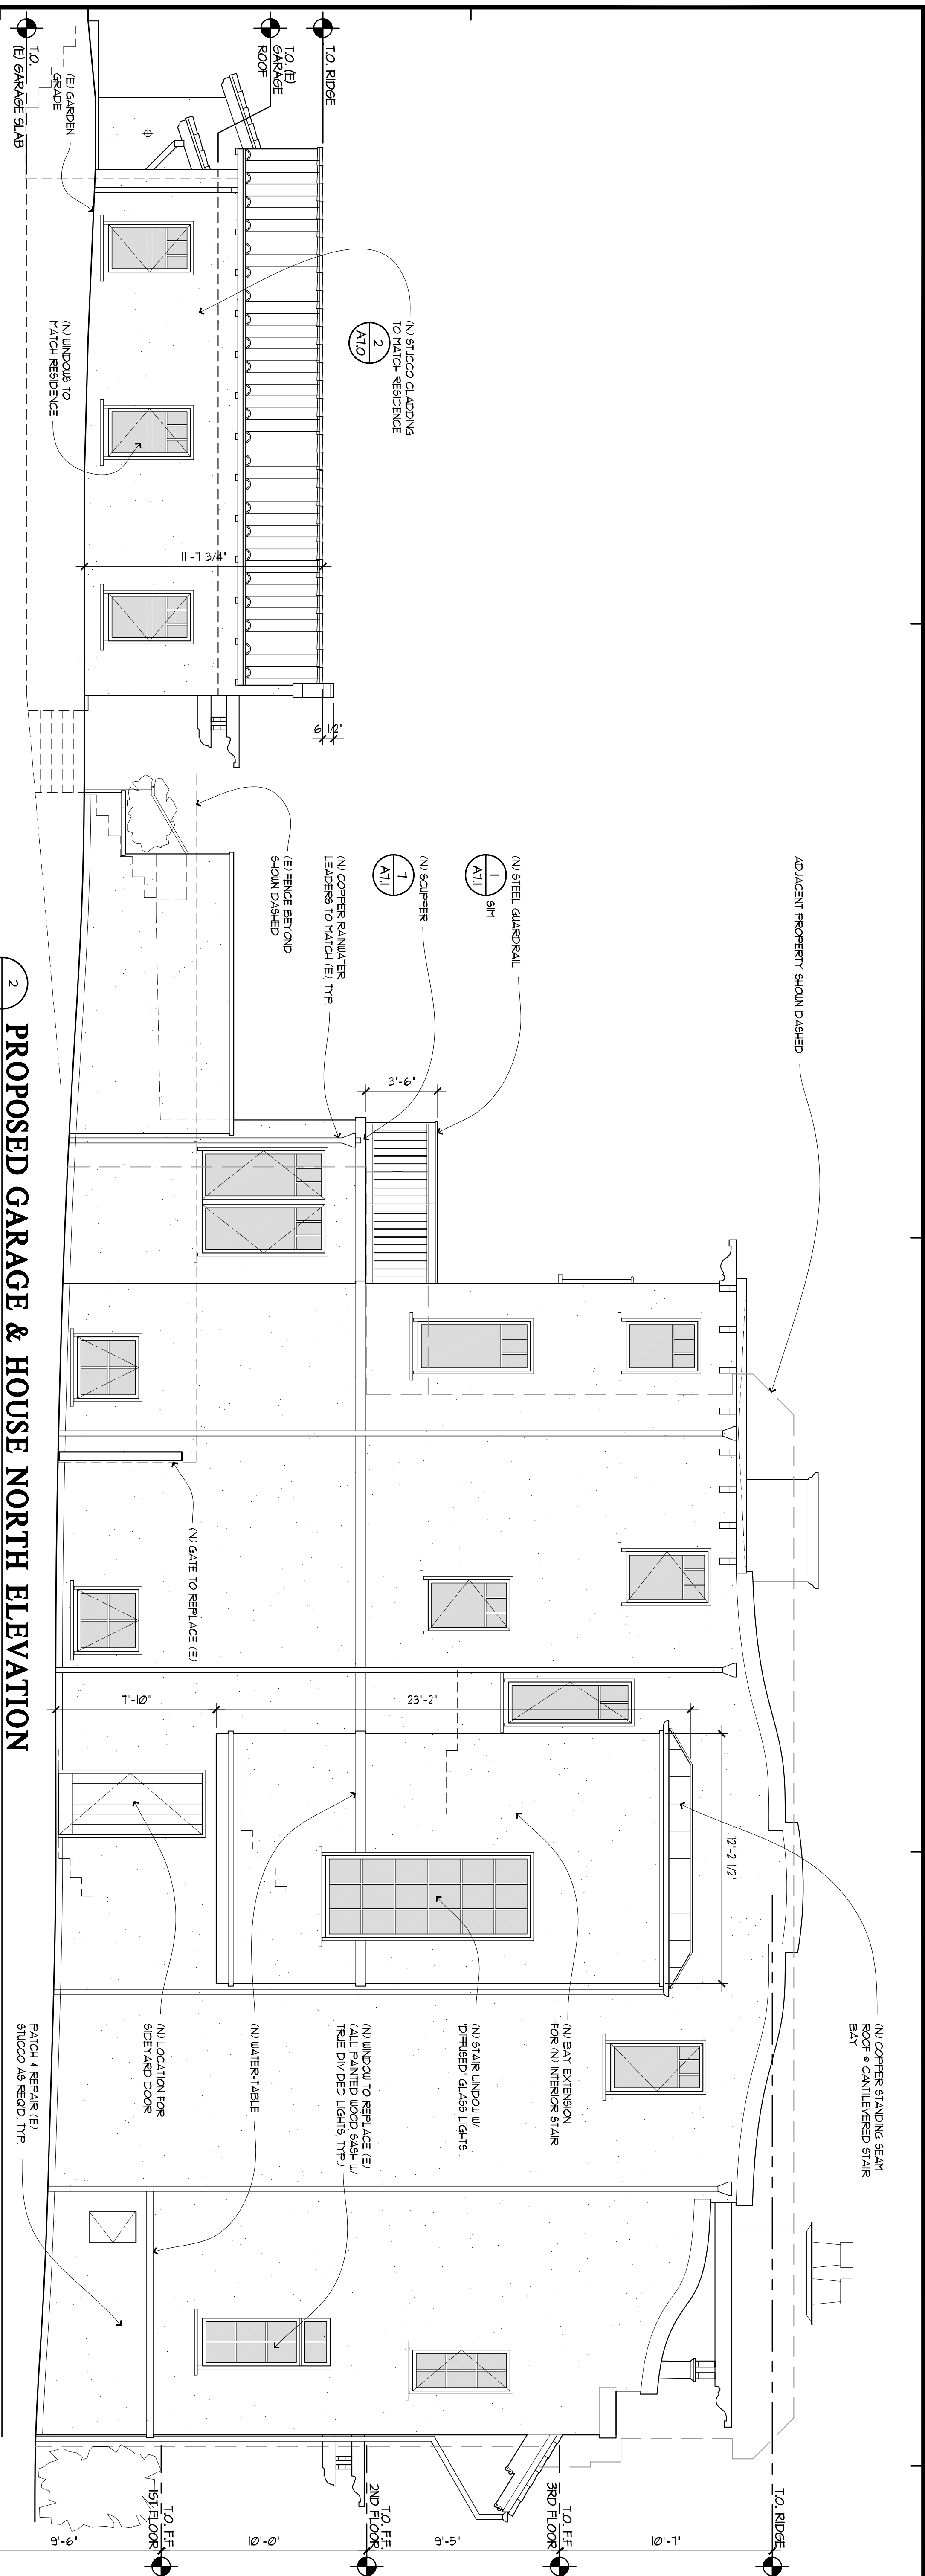 T.O. RIDGE
T.O. (E)
GARAGE
ROOF
T.O.
(E) GARAGE SLAB
(E) GARDEN
GRADE
(N) STUCCO CLADDING
TO MATCH RESIDENCE
2
A7.0
(N) WINDOWS TO
MATCH RESIDENCE
11'-7 3/4"
6 1/2"
ADJACENT PROPERTY SHOWN DASHED
(N) STEEL GUARDRAIL
1
A7.1
SIM
(N) SCUPPER
7
A7.1
(N) COPPER RAINWATER
LEADERS TO MATCH (E), TYP.
(E) FENCE BEYOND
SHOWN DASHED
3'-6"
(N) GATE TO REPLACE (E)
7'-10"
23'-2"
12'-2 1/2"
(N) COPPER STANDING SEAM
ROOF @ CANTILEVERED STAIR
BAY
(N) BAY EXTENSION
FOR (N) INTERIOR STAIR
(N) STAIR WINDOW W/
'DIFFUSED' GLASS LIGHTS
(N) WINDOW TO REPLACE (E)
(ALL PAINTED WOOD SASH W/
TRUE DIVIDED LIGHTS, TYP.)
(N) WATER-TABLE
(N) LOCATION FOR
SIDEYARD DOOR
PATCH & REPAIR (E)
STUCCO AS REQ'D, TYP.
T.O. RIDGE
10'-7"
T.O. F.F.
3RD FLOOR
9'-5"
T.O. F.F.
2ND FLOOR
10'-0"
T.O. F.F.
1ST FLOOR
9'-6"
2
PROPOSED GARAGE & HOUSE NORTH ELEVATION